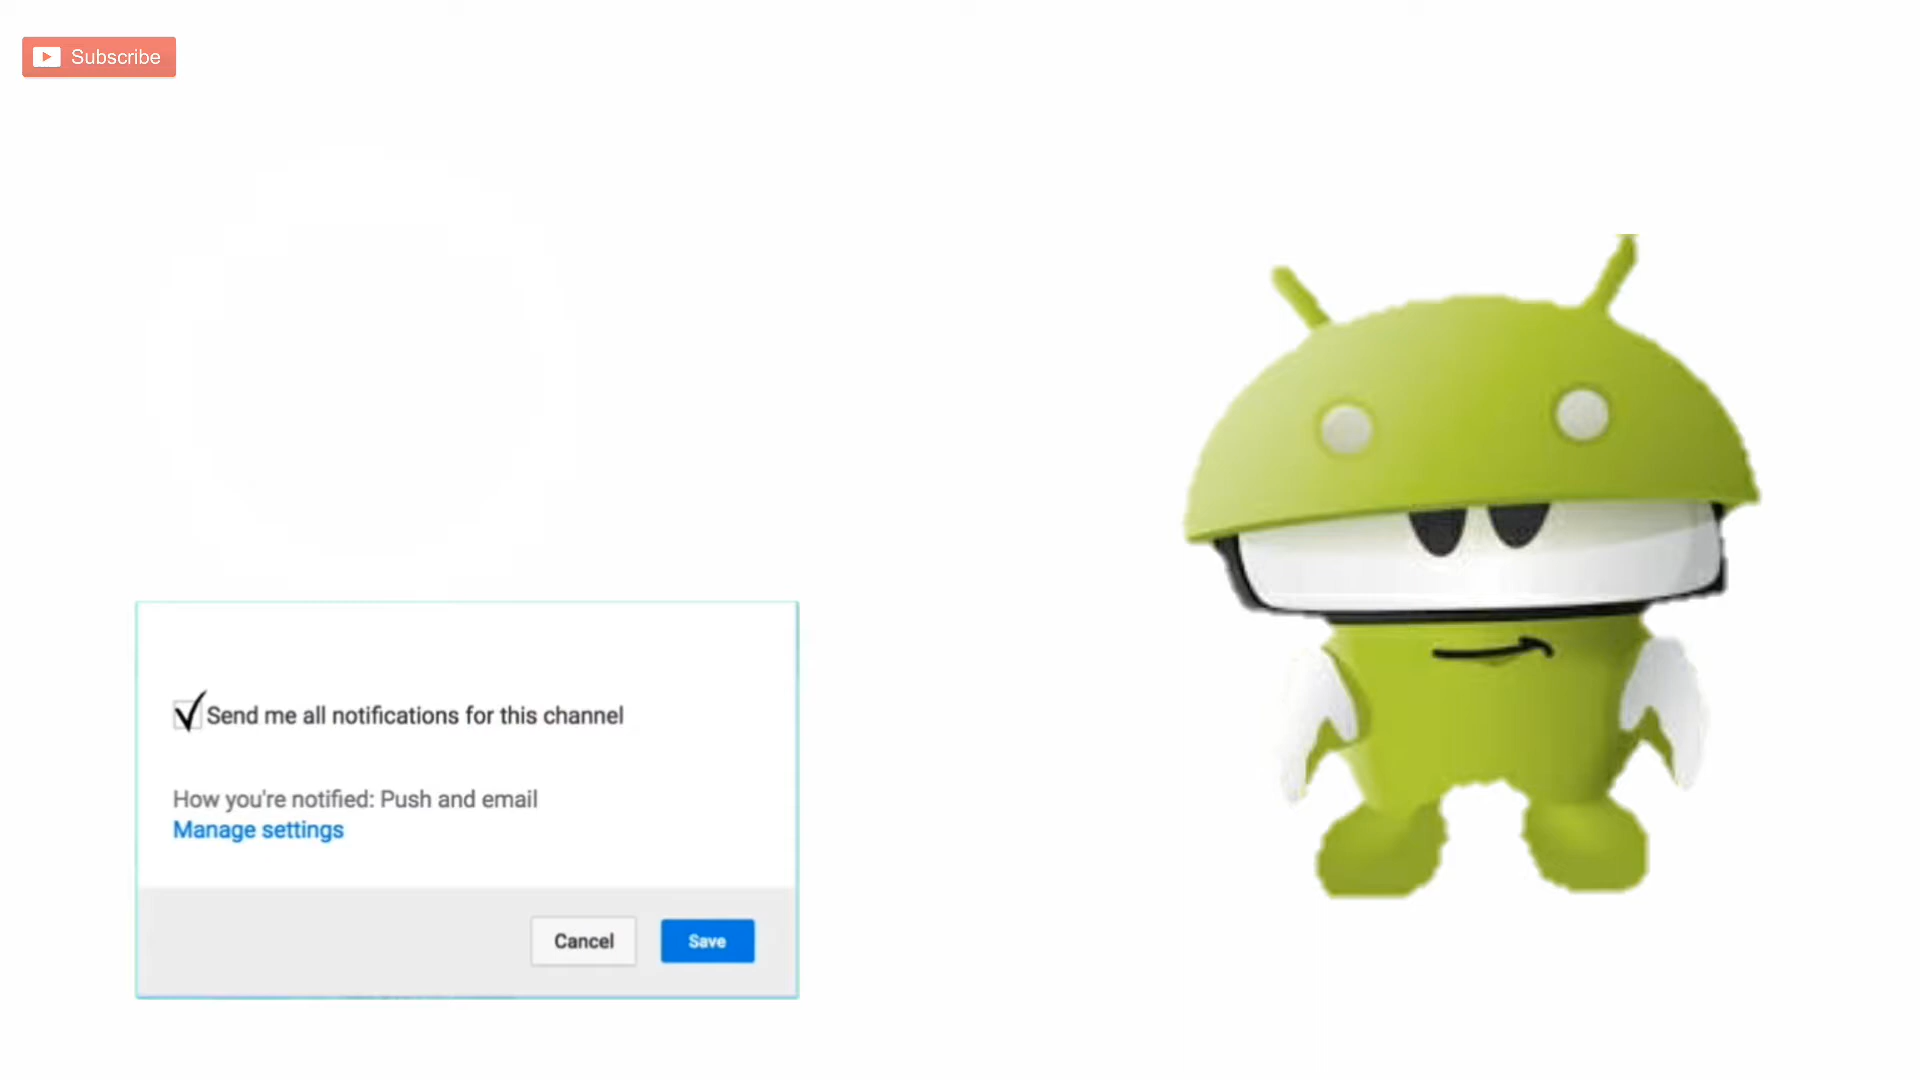 Subscribe
Send me all notifications for this channel
How you're notified: Push and email
Manage settings
Cancel
Save